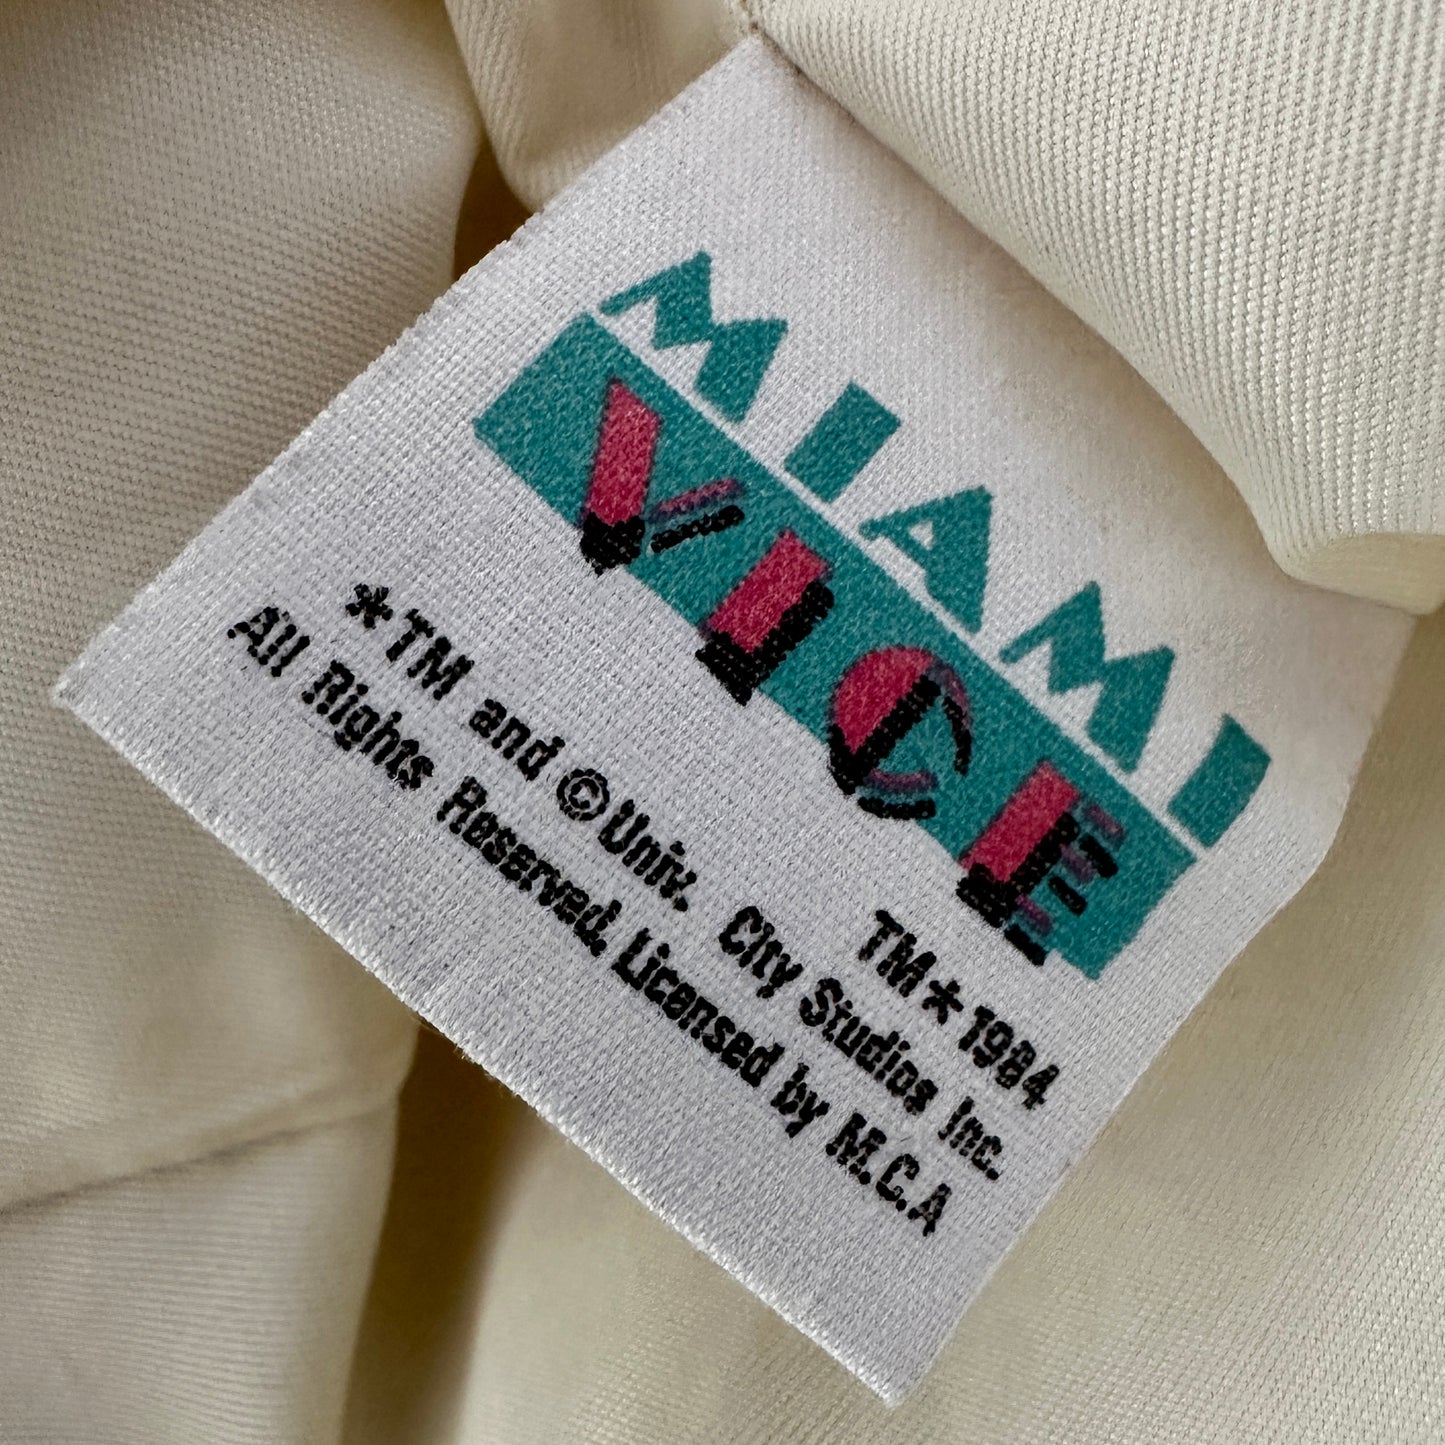 MIAMI
VICE
TM★1984
*TM and ©Univ. City Studios Inc.
All Rights Reserved. Licensed by M.C.A